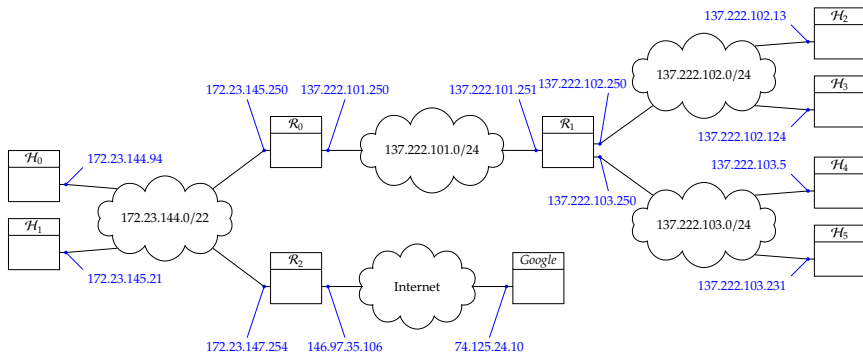 137.222.102.13
H₂
137.222.102.0/24
H₃
172.23.145.250
137.222.101.250
137.222.101.251
137.222.102.250
R₀
R₁
137.222.102.124
137.222.101.0/24
H₀
172.23.144.94
137.222.103.5
H₄
137.222.103.250
172.23.144.0/22
H₁
137.222.103.0/24
H₅
R₂
Google
172.23.145.21
Internet
137.222.103.231
172.23.147.254
146.97.35.106
74.125.24.10